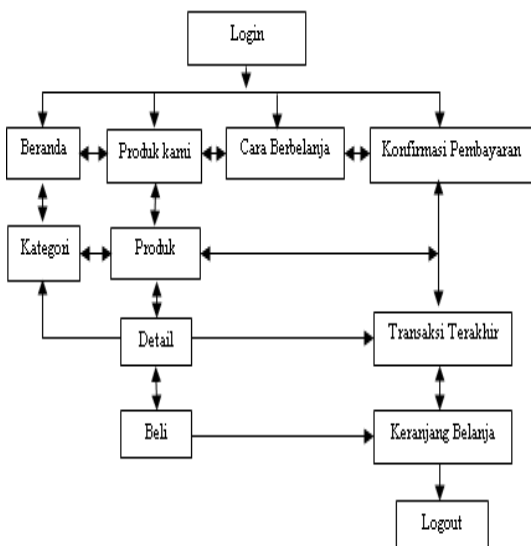 Login
Beranda
Produk kami
Cara Berbelanja
Konfirmasi Pembayaran
Kategori
Produk
Detail
Transaksi Terakhir
Beli
Keranjang Belanja
Logout